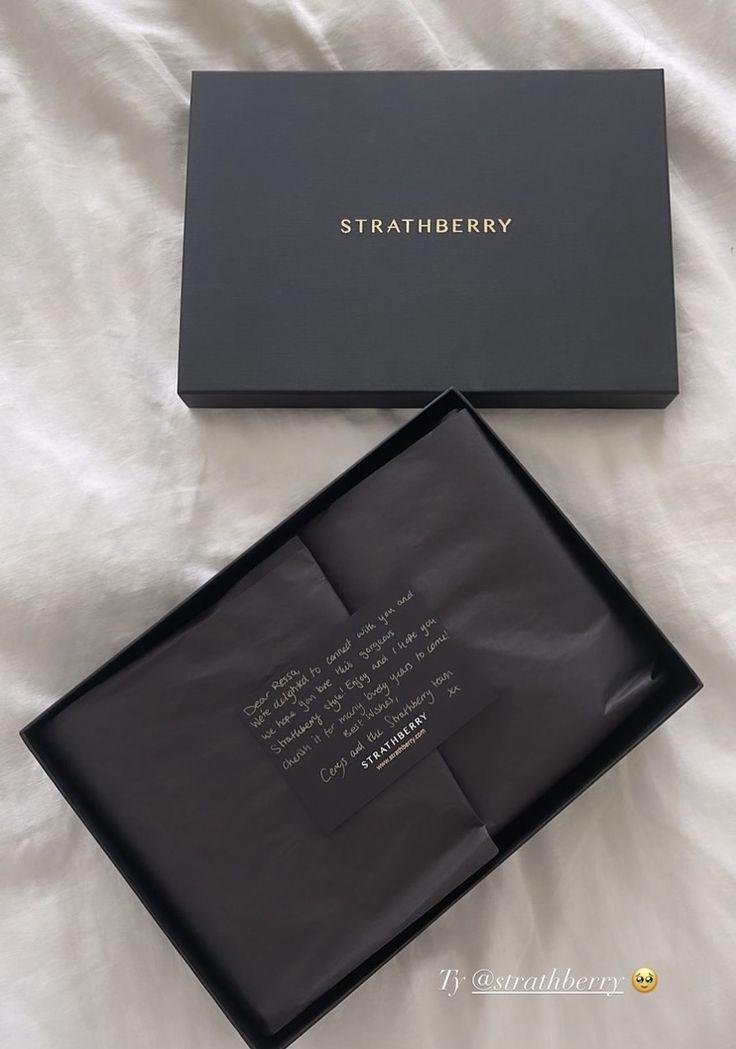 STRATHBERRY
Dear Ressa,
We're delighted to connect with you and
we hope you love this gorgeous
Strathberry style! Enjoy and I hope you
cherish it for many lovely years to come!
Best Wishes,
Cerys and the Strathberry team
xx
STRATHBERRY
www.strathberry.com
Ty @strathberry 🥹